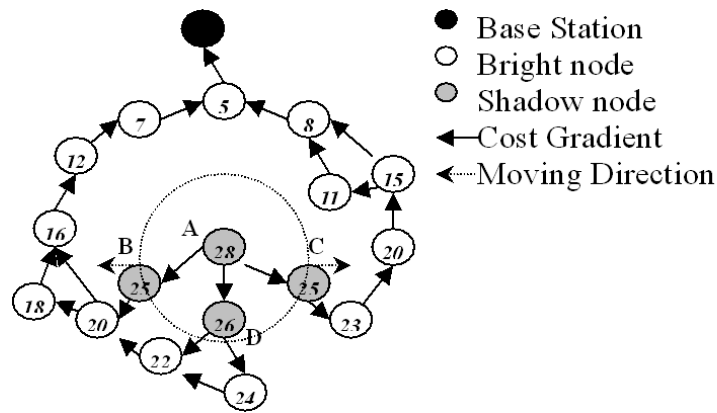 Base Station
Bright node
Shadow node
Cost Gradient
Moving Direction
5
7
8
12
15
11
16
B
A
C
28
20
25
25
18
20
26
23
D
22
24